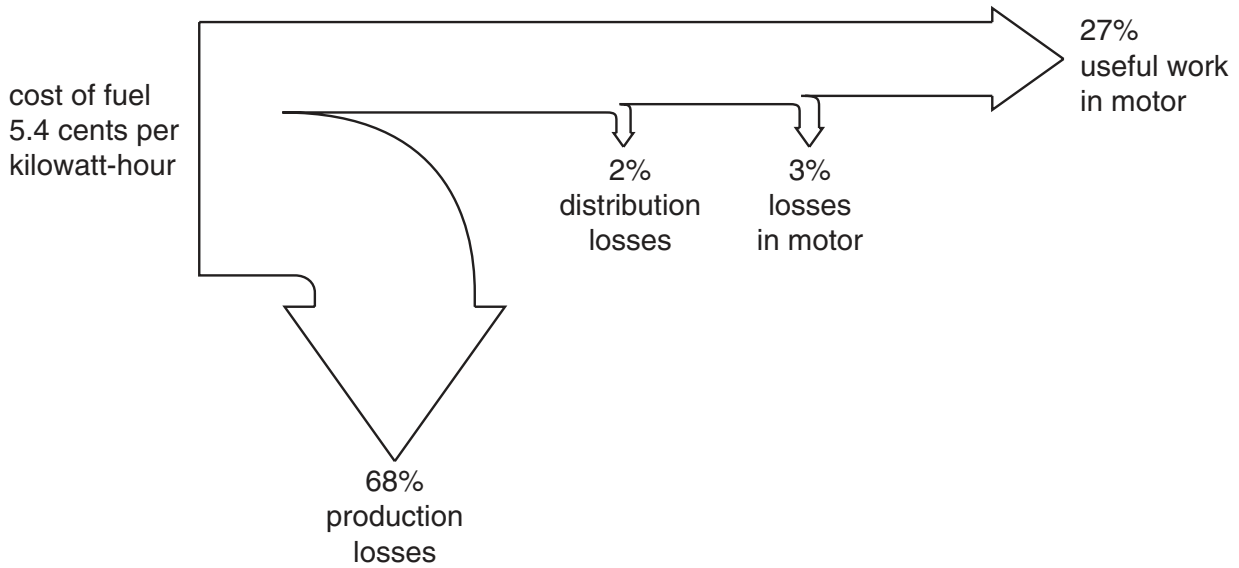 27%
useful work
in motor
cost of fuel
5.4 cents per
kilowatt-hour
2%
distribution
losses
3%
losses
in motor
68%
production
losses